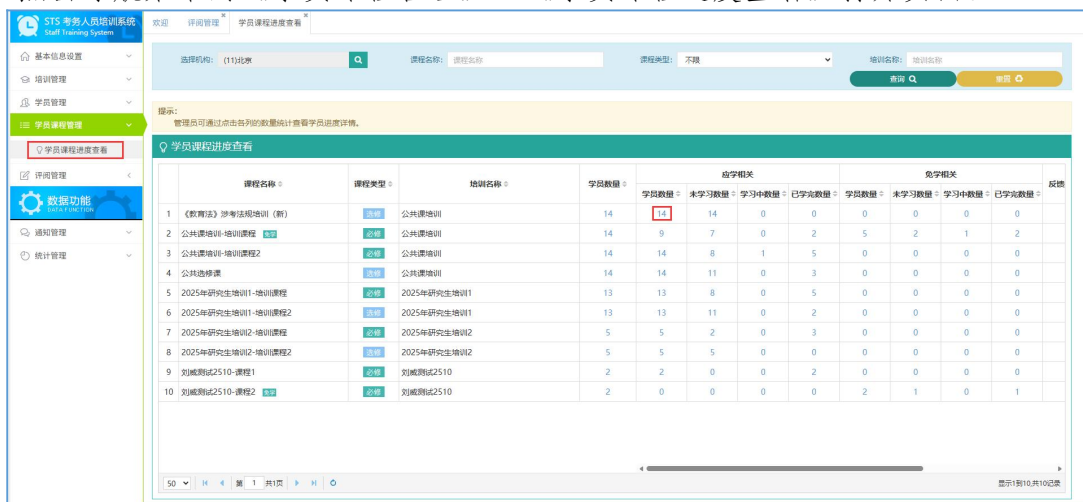 STS 考务人员培训系统
Staff Training System
欢迎 评阅管理 × 学员课程进度查看 ×
基本信息设置
培训管理
学员管理
学员课程管理
学员课程进度查看
评阅管理
数据功能
DATA FUNCTION
通知管理
统计管理
选择机构: (11)北京 课程名称: 课程名称 课程类型: 不限 培训名称: 培训名称
查询 重置
提示:
管理员可通过点击各列的数量统计查看学员进度详情。
学员课程进度查看
课程名称 课程类型 培训名称 学员数量 应学相关 免学相关 反馈
学员数量 未学习数量 学习中数量 已学完数量 学员数量 未学习数量 学习中数量 已学完数量
1 《教育法》涉考法规培训（新） 选修 公共课培训 14 14 14 0 0 0 0 0 0
2 公共课培训-培训课程 免学 必修 公共课培训 14 9 7 0 2 5 2 1 2
3 公共课培训-培训课程2 必修 公共课培训 14 14 8 1 5 0 0 0 0
4 公共选修课 选修 公共课培训 14 14 11 0 3 0 0 0 0
5 2025年研究生培训1-培训课程 必修 2025年研究生培训1 13 13 8 0 5 0 0 0 0
6 2025年研究生培训1-培训课程2 选修 2025年研究生培训1 13 13 11 0 2 0 0 0 0
7 2025年研究生培训2-培训课程 必修 2025年研究生培训2 5 5 2 0 3 0 0 0 0
8 2025年研究生培训2-培训课程2 选修 2025年研究生培训2 5 5 5 0 0 0 0 0 0
9 刘威测试2510-课程1 必修 刘威测试2510 2 2 0 0 2 0 0 0 0
10 刘威测试2510-课程2 免学 必修 刘威测试2510 2 0 0 0 0 2 1 0 1
50 第 1 共1页 显示1到10,共10记录